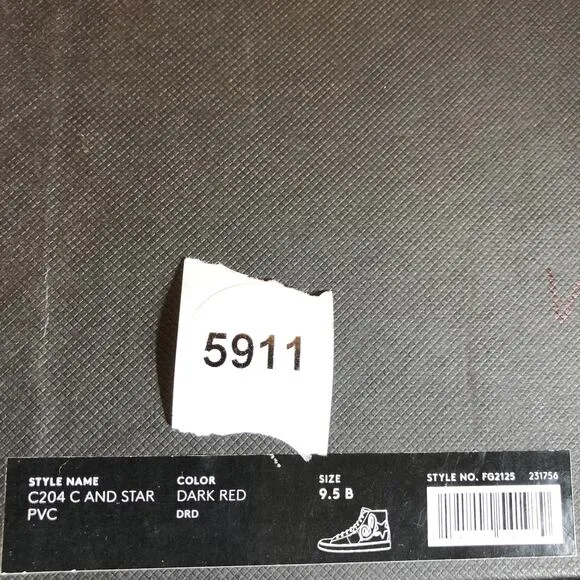 5911
STYLE NAME
C204 C AND STAR
PVC
COLOR
DARK RED
DRD
SIZE
9.5 B
STYLE NO. FG2125 231756